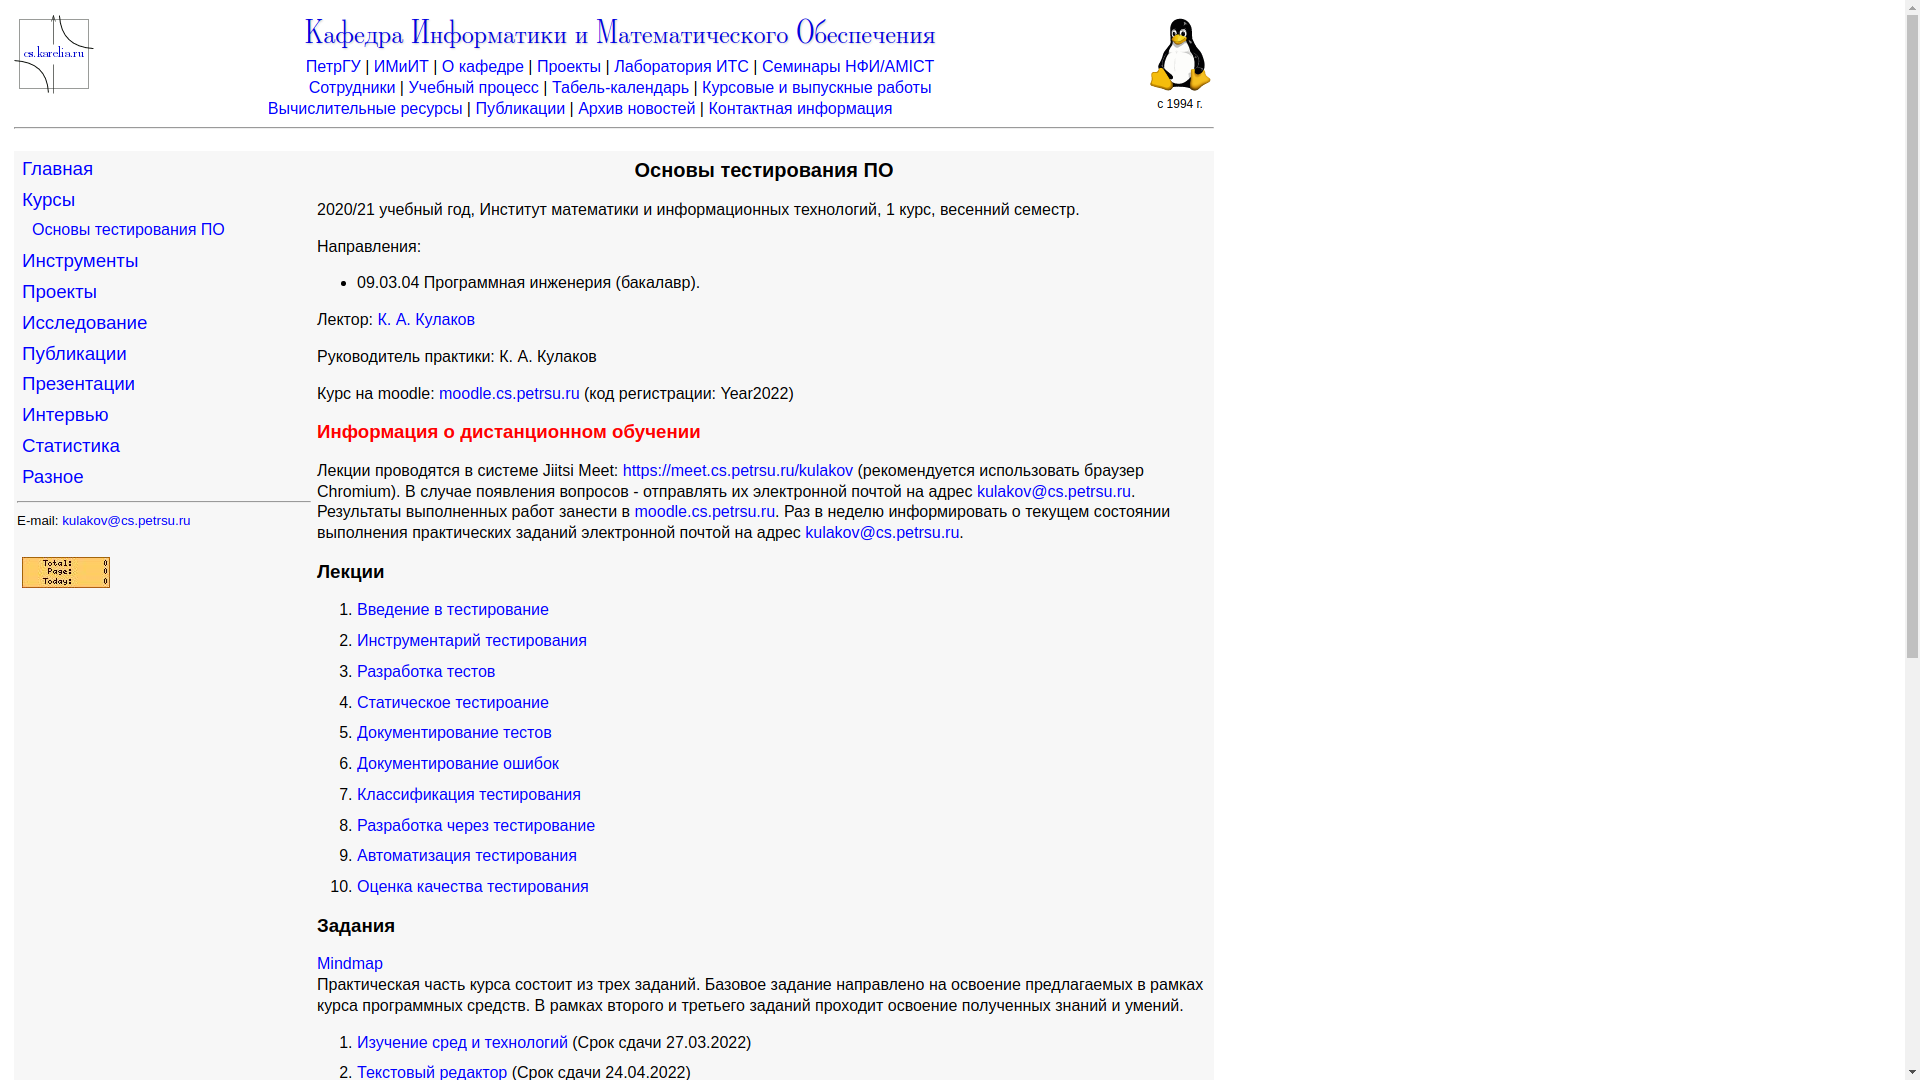 cs.karelia.ru
Кафедра Информатики и Математического Обеспечения
ПетрГУ | ИМиИТ | О кафедре | Проекты | Лаборатория ИТС | Семинары НФИ/AMICT
Сотрудники | Учебный процесс | Табель-календарь | Курсовые и выпускные работы
Вычислительные ресурсы | Публикации | Архив новостей | Контактная информация
с 1994 г.
Главная
Курсы
Основы тестирования ПО
Инструменты
Проекты
Исследование
Публикации
Презентации
Интервью
Статистика
Разное
E-mail: kulakov@cs.petrsu.ru
Total: 0
Page: 0
Today: 0
Основы тестирования ПО
2020/21 учебный год, Институт математики и информационных технологий, 1 курс, весенний семестр.
Направления:
• 09.03.04 Программная инженерия (бакалавр).
Лектор: К. А. Кулаков
Руководитель практики: К. А. Кулаков
Курс на moodle: moodle.cs.petrsu.ru (код регистрации: Year2022)
Информация о дистанционном обучении
Лекции проводятся в системе Jiitsi Meet: https://meet.cs.petrsu.ru/kulakov (рекомендуется использовать браузер
Chromium). В случае появления вопросов - отправлять их электронной почтой на адрес kulakov@cs.petrsu.ru.
Результаты выполненных работ занести в moodle.cs.petrsu.ru. Раз в неделю информировать о текущем состоянии
выполнения практических заданий электронной почтой на адрес kulakov@cs.petrsu.ru.
Лекции
1. Введение в тестирование
2. Инструментарий тестирования
3. Разработка тестов
4. Статическое тестироание
5. Документирование тестов
6. Документирование ошибок
7. Классификация тестирования
8. Разработка через тестирование
9. Автоматизация тестирования
10. Оценка качества тестирования
Задания
Mindmap
Практическая часть курса состоит из трех заданий. Базовое задание направлено на освоение предлагаемых в рамках
курса программных средств. В рамках второго и третьего заданий проходит освоение полученных знаний и умений.
1. Изучение сред и технологий (Срок сдачи 27.03.2022)
2. Текстовый редактор (Срок сдачи 24.04.2022)